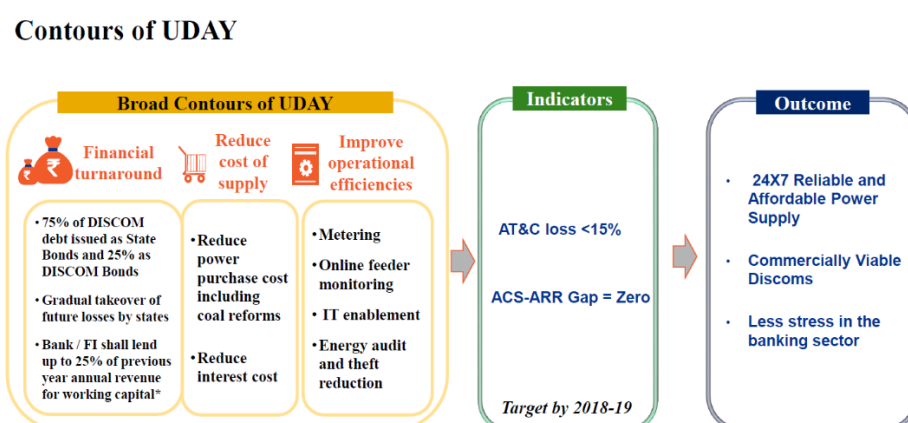 Contours of UDAY
Broad Contours of UDAY
Financial
turnaround
• 75% of DISCOM
debt issued as State
Bonds and 25% as
DISCOM Bonds
• Gradual takeover of
future losses by states
• Bank / FI shall lend
up to 25% of previous
year annual revenue
for working capital*
Reduce
cost of
supply
• Reduce
power
purchase cost
including
coal reforms
• Reduce
interest cost
Improve
operational
efficiencies
• Metering
• Online feeder
monitoring
• IT enablement
• Energy audit
and theft
reduction
Indicators
AT&C loss <15%
ACS-ARR Gap = Zero
Target by 2018-19
Outcome
• 24X7 Reliable and
Affordable Power
Supply
• Commercially Viable
Discoms
• Less stress in the
banking sector